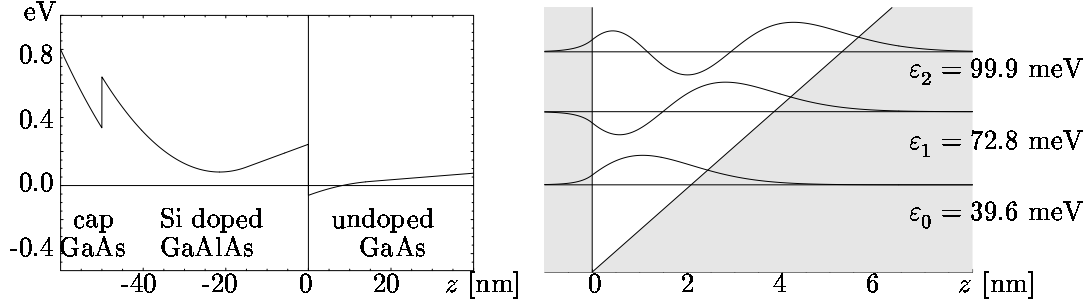 eV
0.8
0.4
0.0
-0.4
cap
GaAs
Si doped
GaAlAs
undoped
GaAs
-40 -20 0 20 z [nm]
ε2 = 99.9 meV
ε1 = 72.8 meV
ε0 = 39.6 meV
0 2 4 6 z [nm]